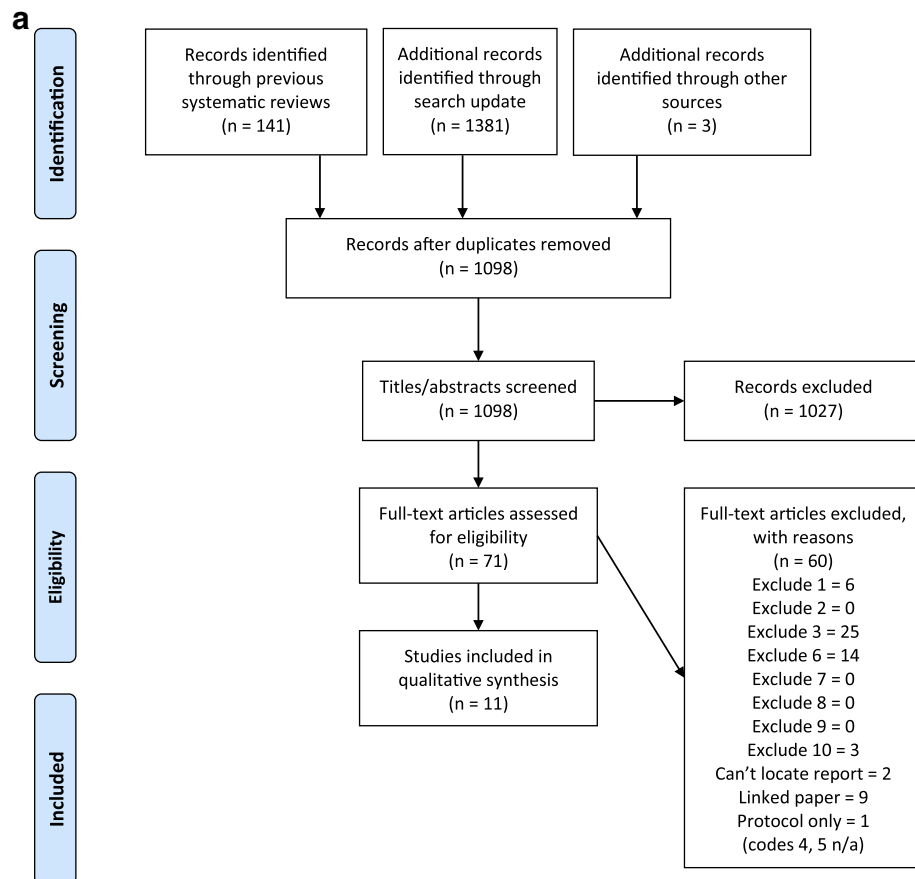 a
Identification
Records identified
through previous
systematic reviews
(n = 141)
Additional records
identified through
search update
(n = 1381)
Additional records
identified through other
sources
(n = 3)
Records after duplicates removed
(n = 1098)
Screening
Titles/abstracts screened
(n = 1098)
Records excluded
(n = 1027)
Eligibility
Full-text articles assessed
for eligibility
(n = 71)
Full-text articles excluded,
with reasons
(n = 60)
Exclude 1 = 6
Exclude 2 = 0
Exclude 3 = 25
Exclude 6 = 14
Exclude 7 = 0
Exclude 8 = 0
Exclude 9 = 0
Exclude 10 = 3
Can't locate report = 2
Linked paper = 9
Protocol only = 1
(codes 4, 5 n/a)
Studies included in
qualitative synthesis
(n = 11)
Included